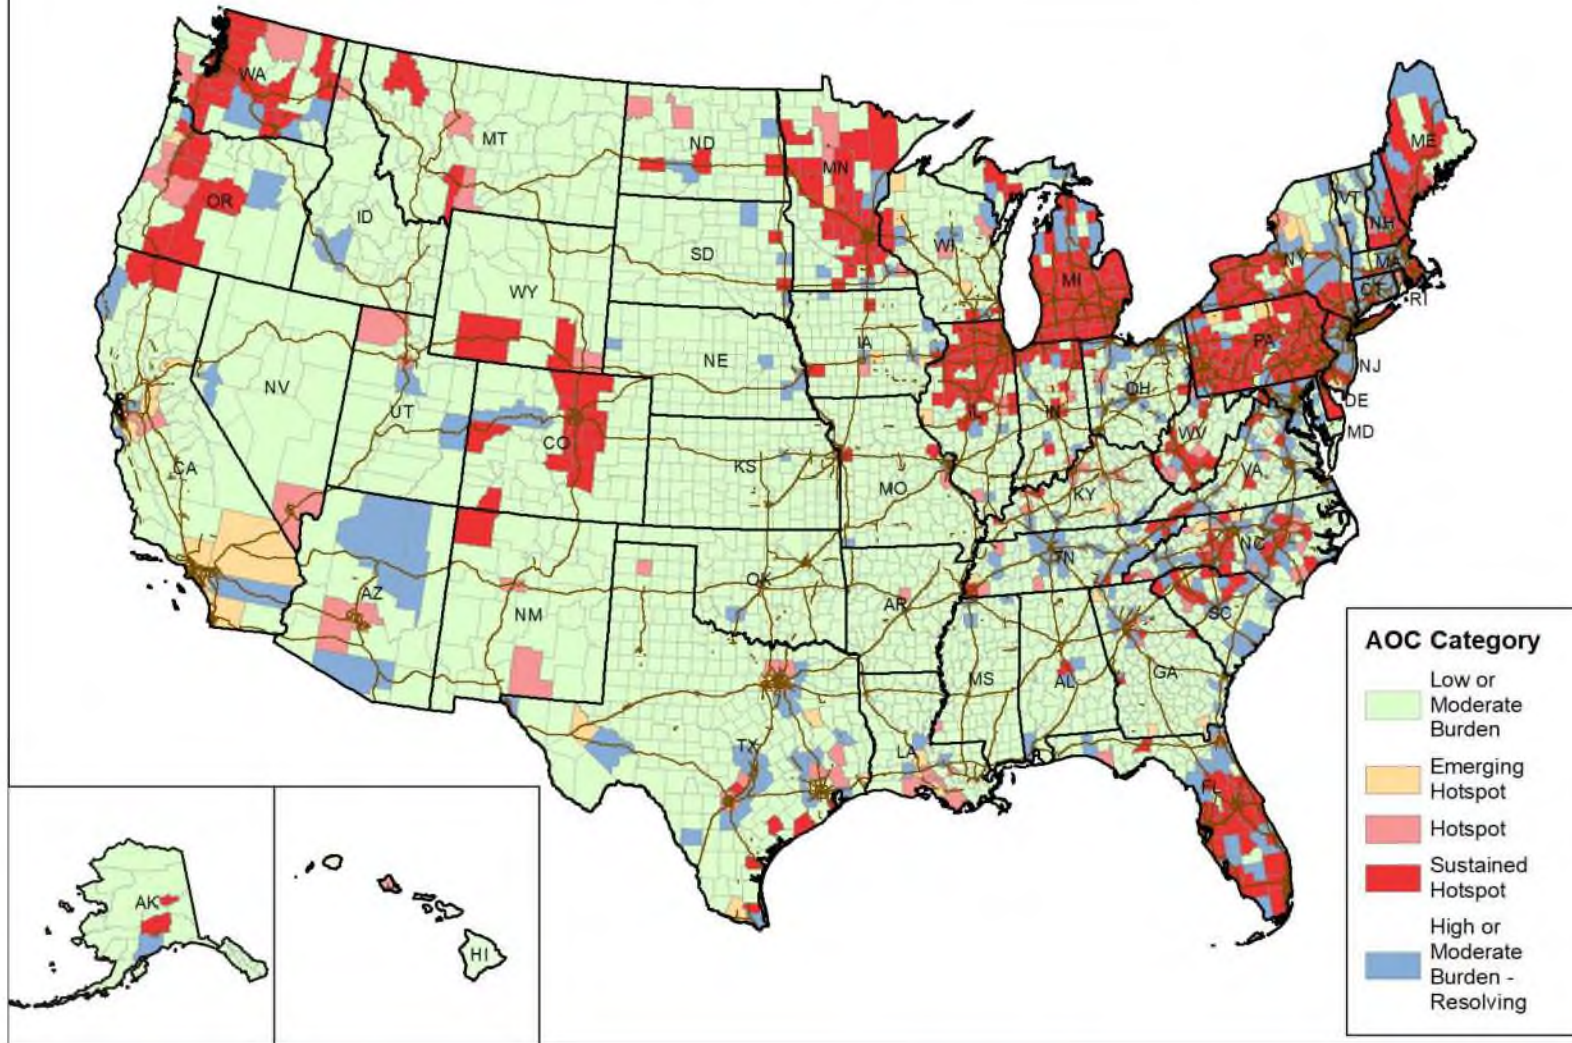 WA
MT
ND
MN
ME
OR
ID
VT
NH
SD
WI
NY
MA
WY
MI
CT
RI
IA
NE
PA
NV
UT
OH
NJ
IL
IN
DE
CO
WV
MD
CA
KS
MO
VA
KY
NC
TN
OK
AZ
AR
NM
SC
MS
AL
GA
TX
LA
FL
AK
HI
AOC Category
Low or
Moderate
Burden
Emerging
Hotspot
Hotspot
Sustained
Hotspot
High or
Moderate
Burden -
Resolving